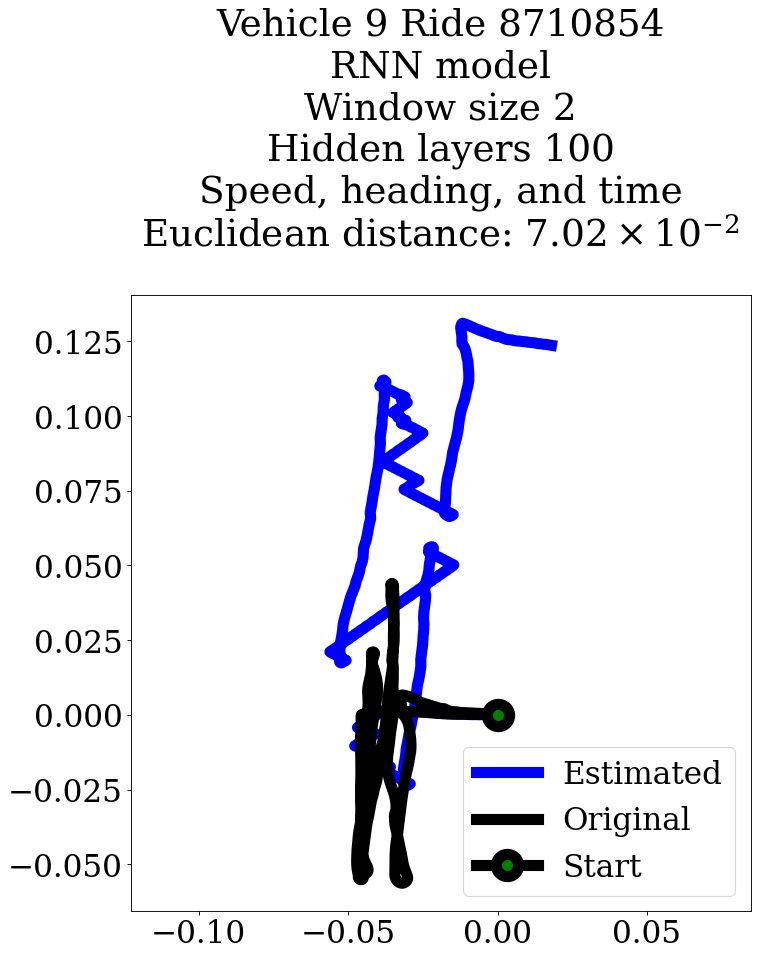 Vehicle 9 Ride 8710854
RNN model
Window size 2
Hidden layers 100
Speed, heading, and time
Euclidean distance: 7.02 × 10⁻²
0.125
0.100
0.075
0.050
0.025
0.000
−0.025
−0.050
Estimated
Original
Start
−0.10 −0.05 0.00 0.05